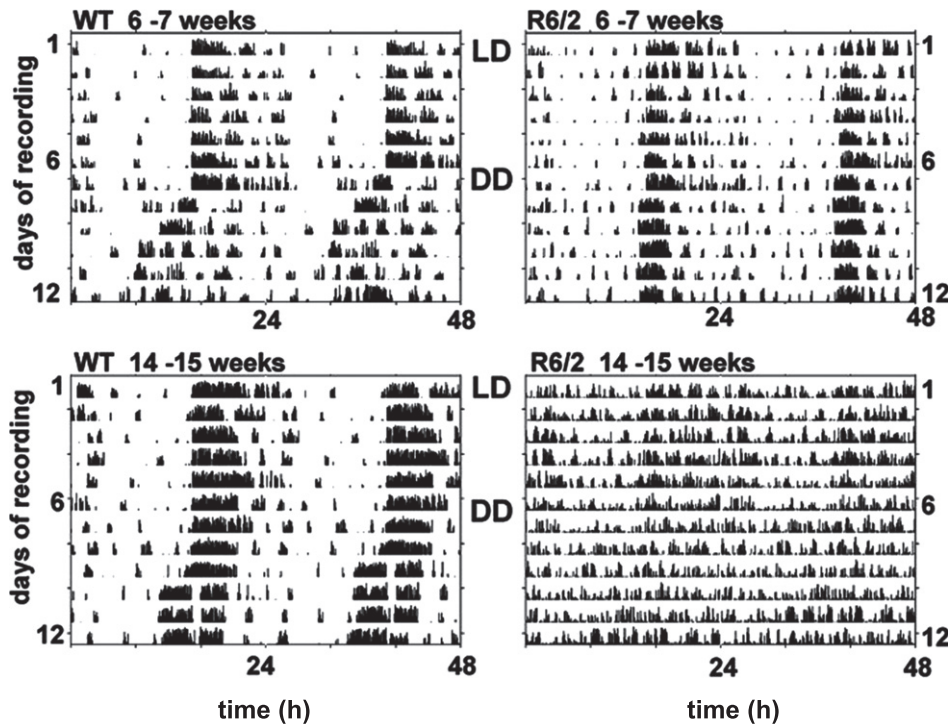 WT 6 -7 weeks
R6/2 6 -7 weeks
1
LD
1
days of recording
6
DD
6
12
12
24
48
24
48
WT 14 -15 weeks
R6/2 14 -15 weeks
1
LD
1
days of recording
6
DD
6
12
12
24
48
24
48
time (h)
time (h)